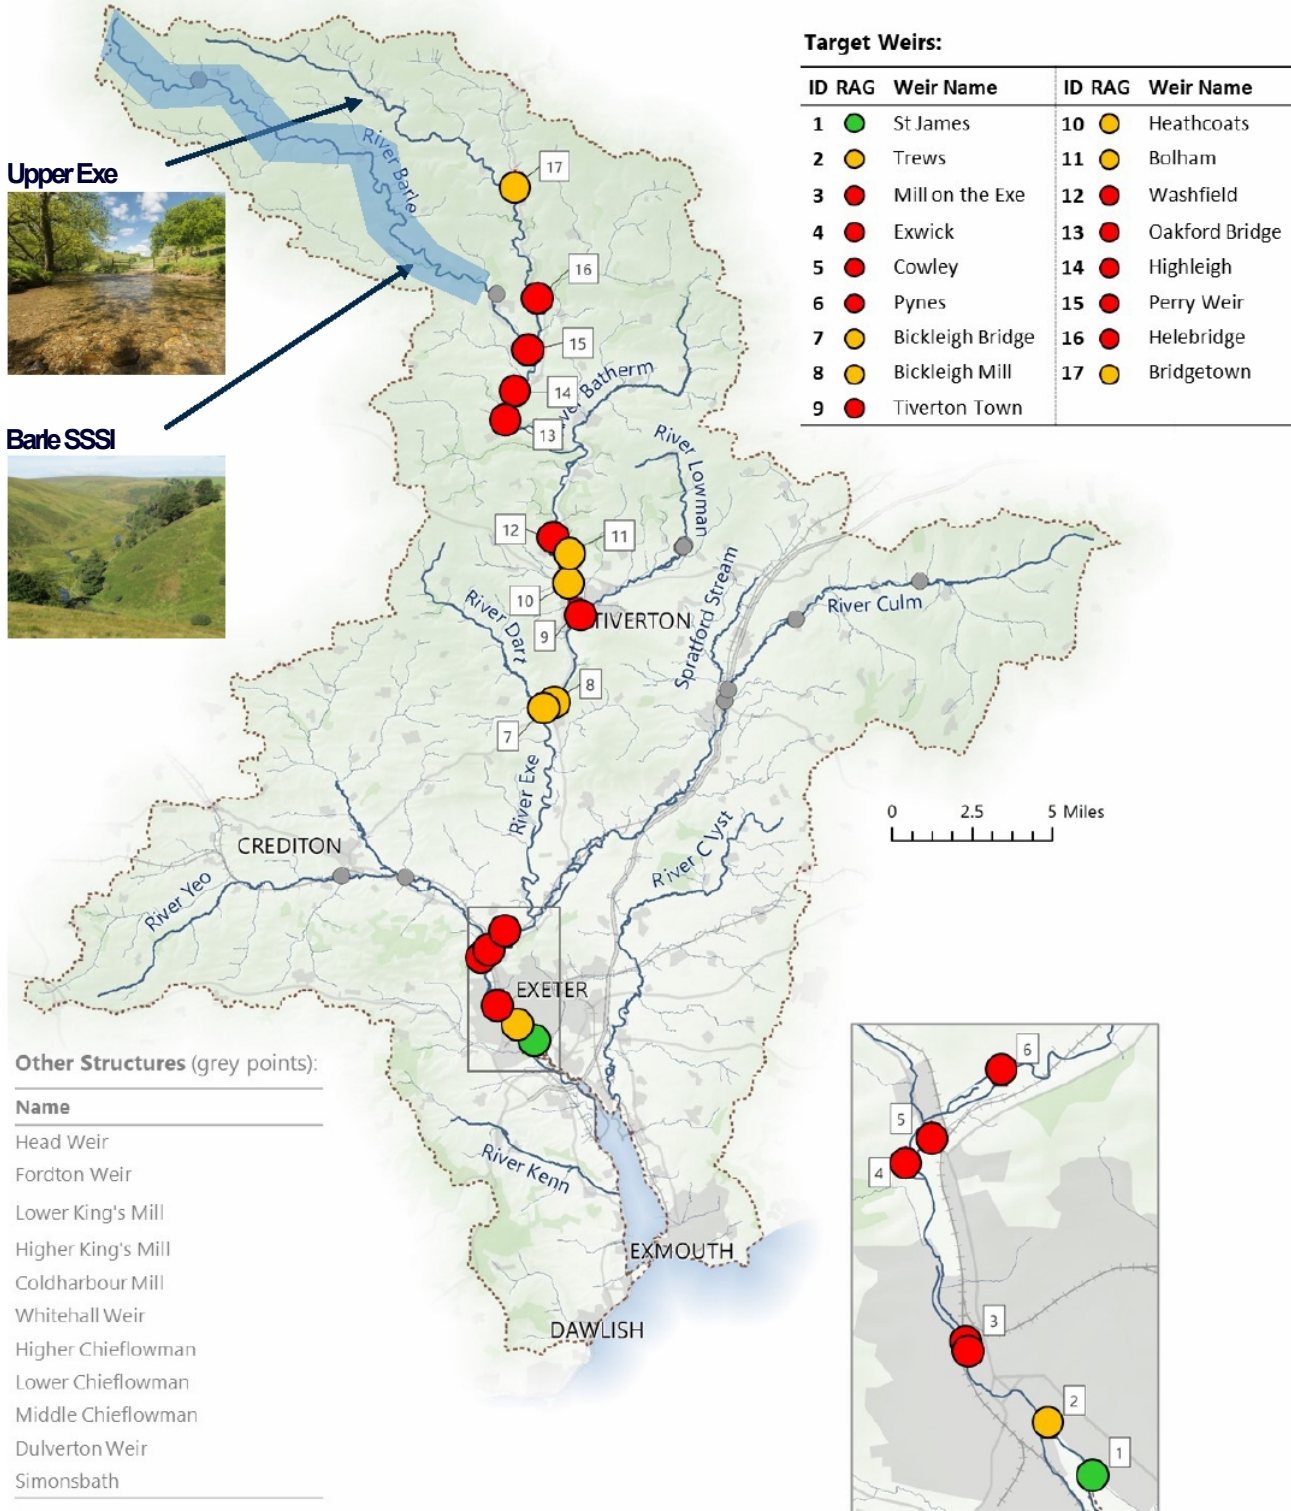 Target Weirs:
ID RAG Weir Name ID RAG Weir Name
1 St James 10 Heathcoats
2 Trews 11 Bolham
3 Mill on the Exe 12 Washfield
4 Exwick 13 Oakford Bridge
5 Cowley 14 Highleigh
6 Pynes 15 Perry Weir
7 Bickleigh Bridge 16 Helebridge
8 Bickleigh Mill 17 Bridgetown
9 Tiverton Town
Upper Exe
Barle SSSI
River Barle
17
16
15
14
River Batherm
13
River Lowman
12
11
10
9
TIVERTON
River Dart
Spratford Stream
River Culm
8
7
River Exe
0 2.5 5 Miles
CREDITON
River Clyst
River Yeo
EXETER
River Kenn
EXMOUTH
DAWLISH
Other Structures (grey points):
Name
Head Weir
Fordton Weir
Lower King's Mill
Higher King's Mill
Coldharbour Mill
Whitehall Weir
Higher Chieflowman
Lower Chieflowman
Middle Chieflowman
Dulverton Weir
Simonsbath
6
5
4
3
2
1